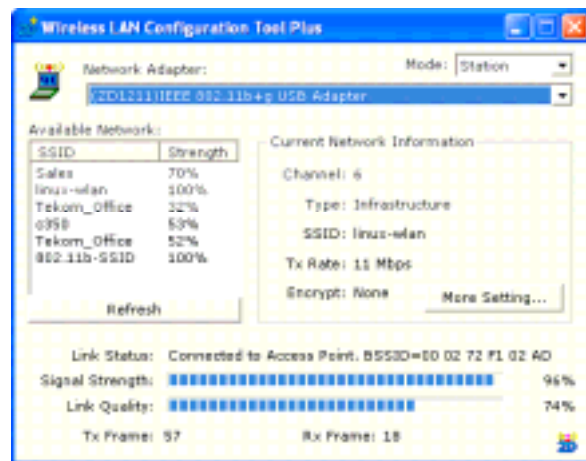 Wireless LAN Configuration Tool Plus
Network Adapter:
Mode: Station
(ZD1211)IEEE 802.11b+g USB Adapter
Available Network:
SSID Strength
Sales 70%
linux-wlan 100%
Tekom_Office 32%
o350 53%
Tekom_Office 52%
802.11b-SSID 100%
Refresh
Current Network Information
Channel: 6
Type: Infrastructure
SSID: linux-wlan
Tx Rate: 11 Mbps
Encrypt: None
More Setting...
Link Status: Connected to Access Point. BSSID=00 02 72 F1 02 AD
Signal Strength: 96%
Link Quality: 74%
Tx Frame: 57 Rx Frame: 18